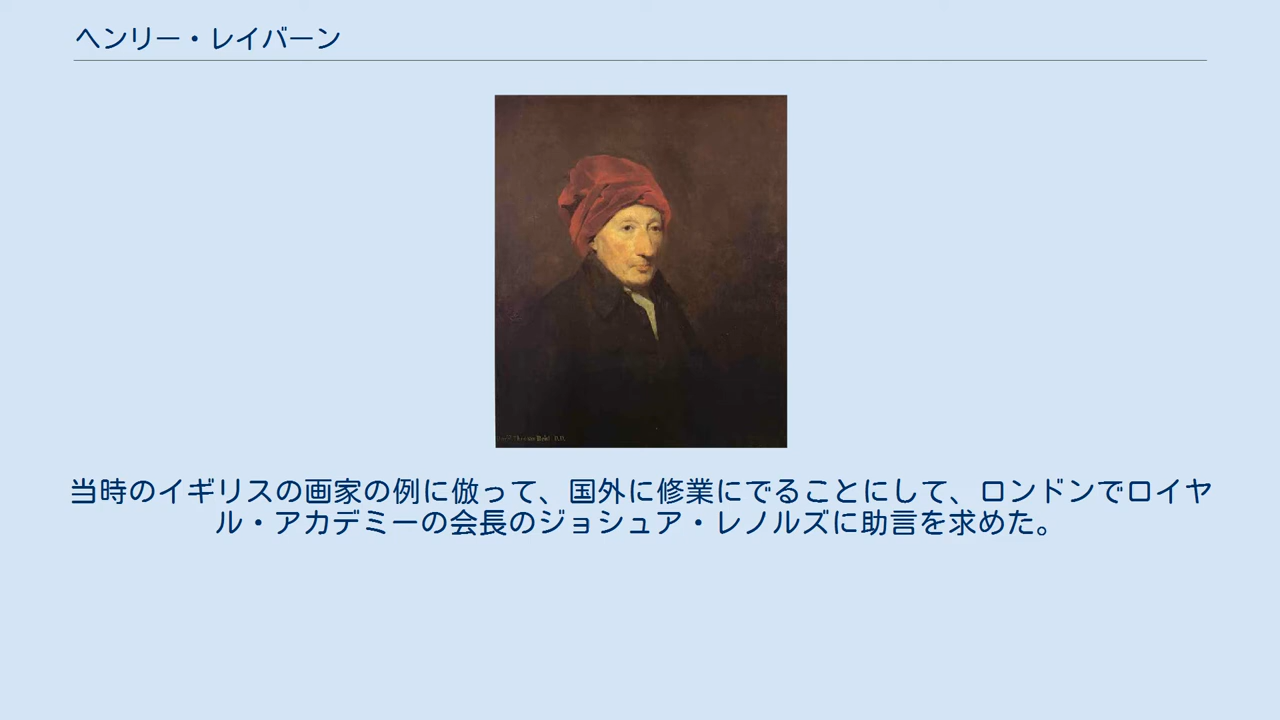 ヘンリー・レイバーン
当時のイギリスの画家の例に倣って、国外に修業にでることにして、ロンドンでロイヤ
ル・アカデミーの会長のジョシュア・レノルズに助言を求めた。